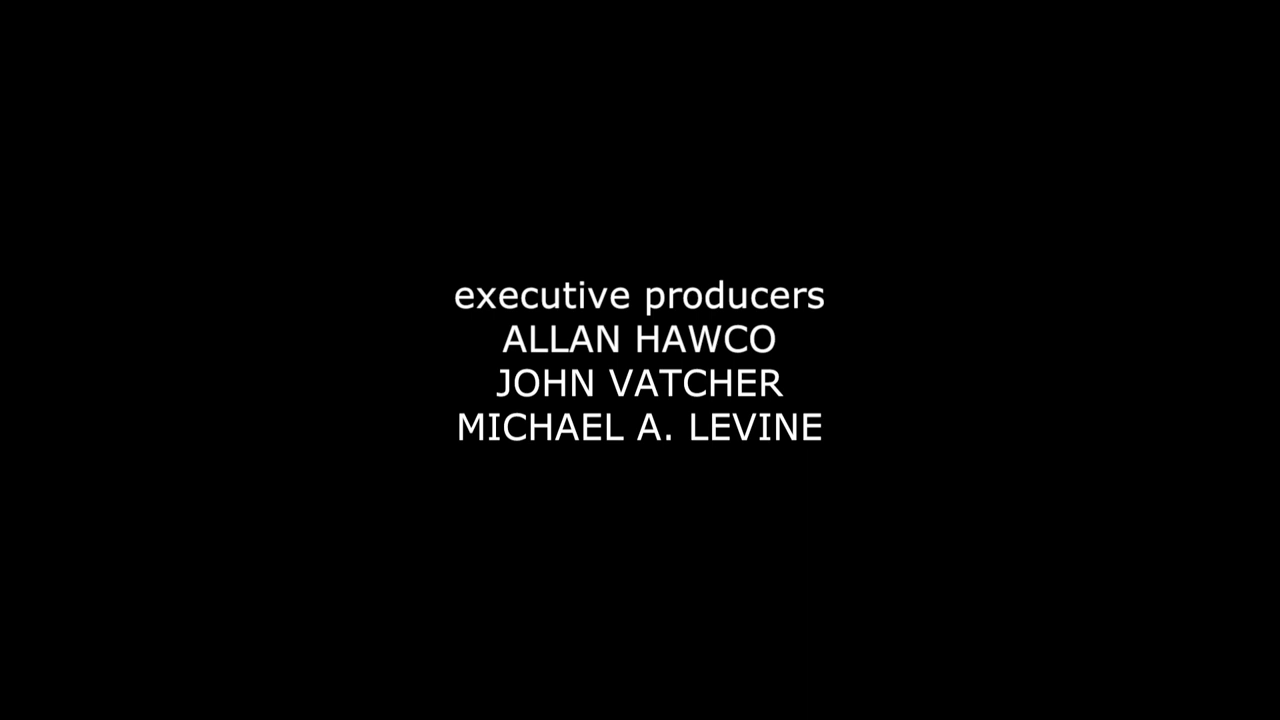 executive producers
ALLAN HAWCO
JOHN VATCHER
MICHAEL A. LEVINE